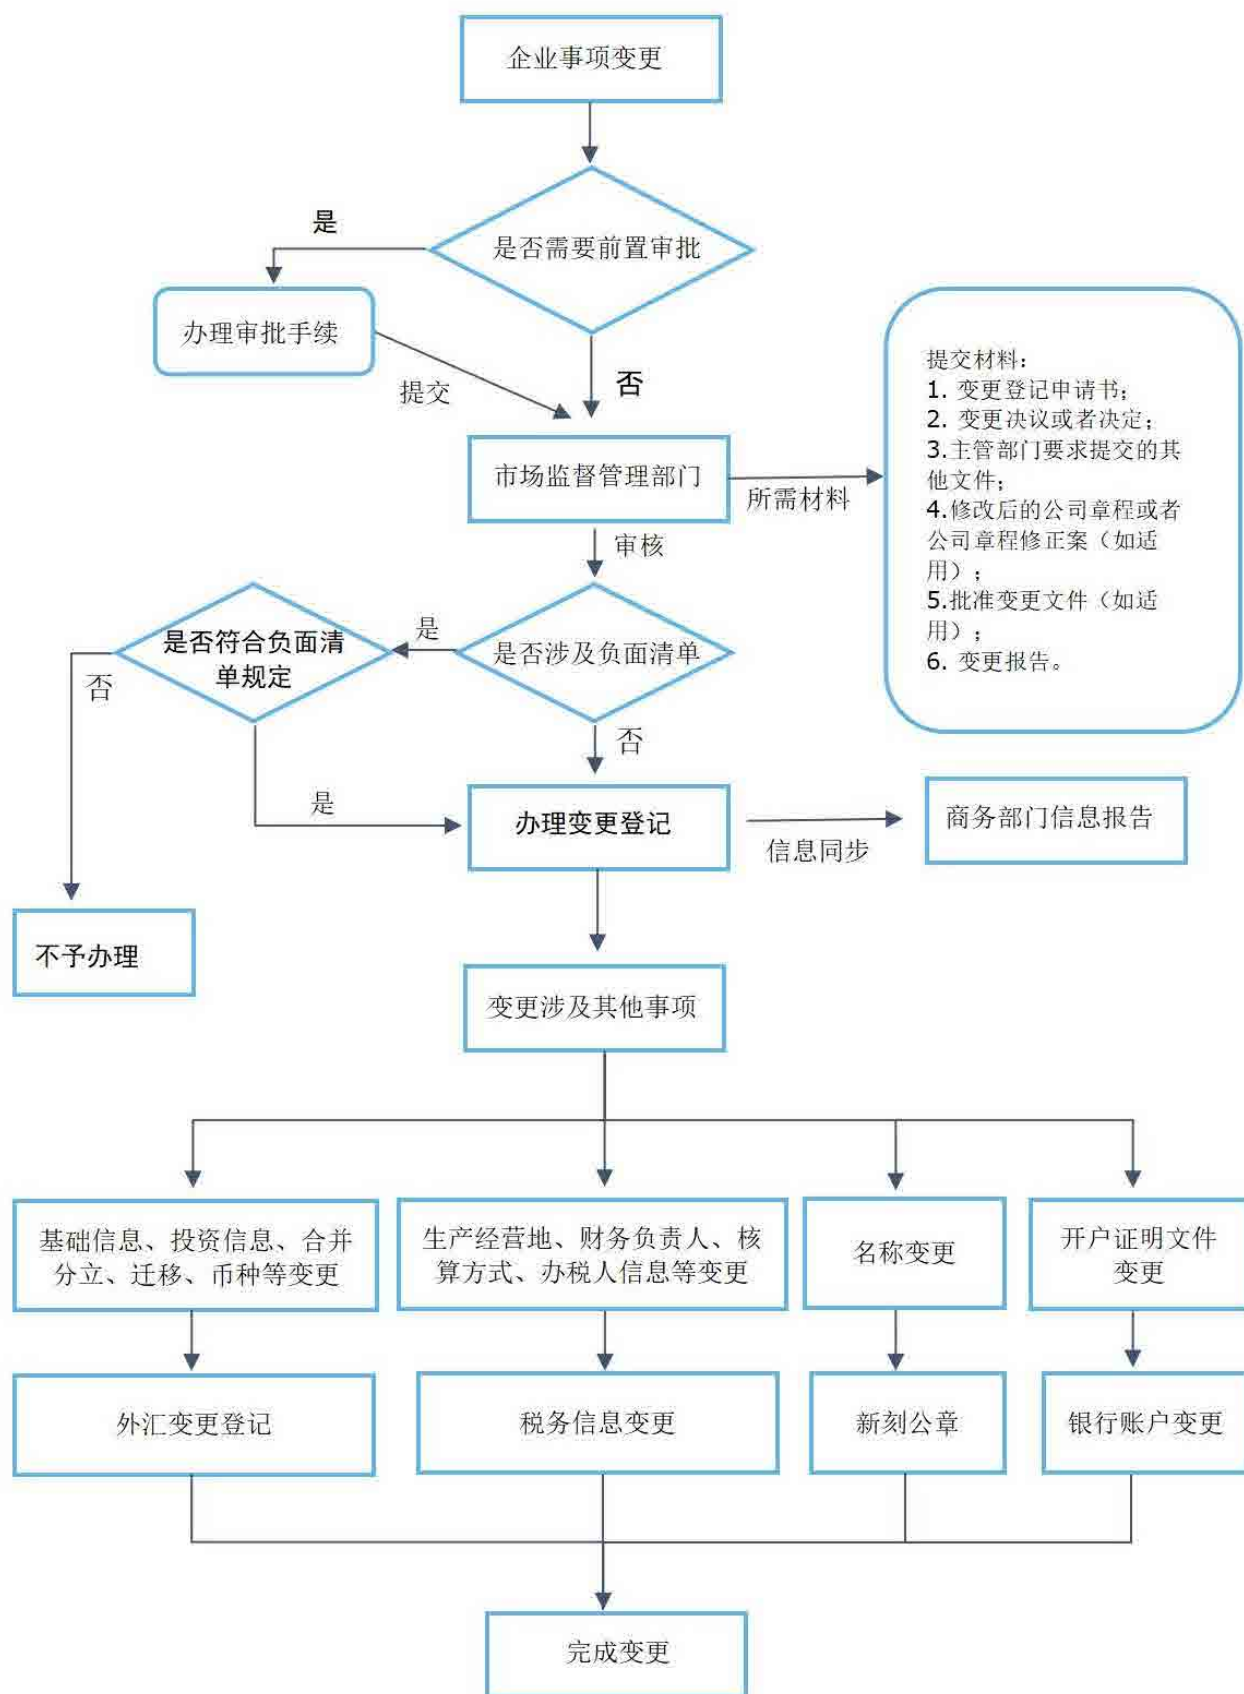 企业事项变更
是
是否需要前置审批
办理审批手续
提交
否
提交材料：
1. 变更登记申请书；
2. 变更决议或者决定；
3.主管部门要求提交的其
他文件；
4.修改后的公司章程或者
公司章程修正案（如适
用）；
5.批准变更文件（如适
用）；
6. 变更报告。
市场监督管理部门
所需材料
审核
是否符合负面清
单规定
是
是否涉及负面清单
否
否
是
办理变更登记
信息同步
商务部门信息报告
不予办理
变更涉及其他事项
基础信息、投资信息、合并
分立、迁移、币种等变更
生产经营地、财务负责人、核
算方式、办税人信息等变更
名称变更
开户证明文件
变更
外汇变更登记
税务信息变更
新刻公章
银行账户变更
完成变更